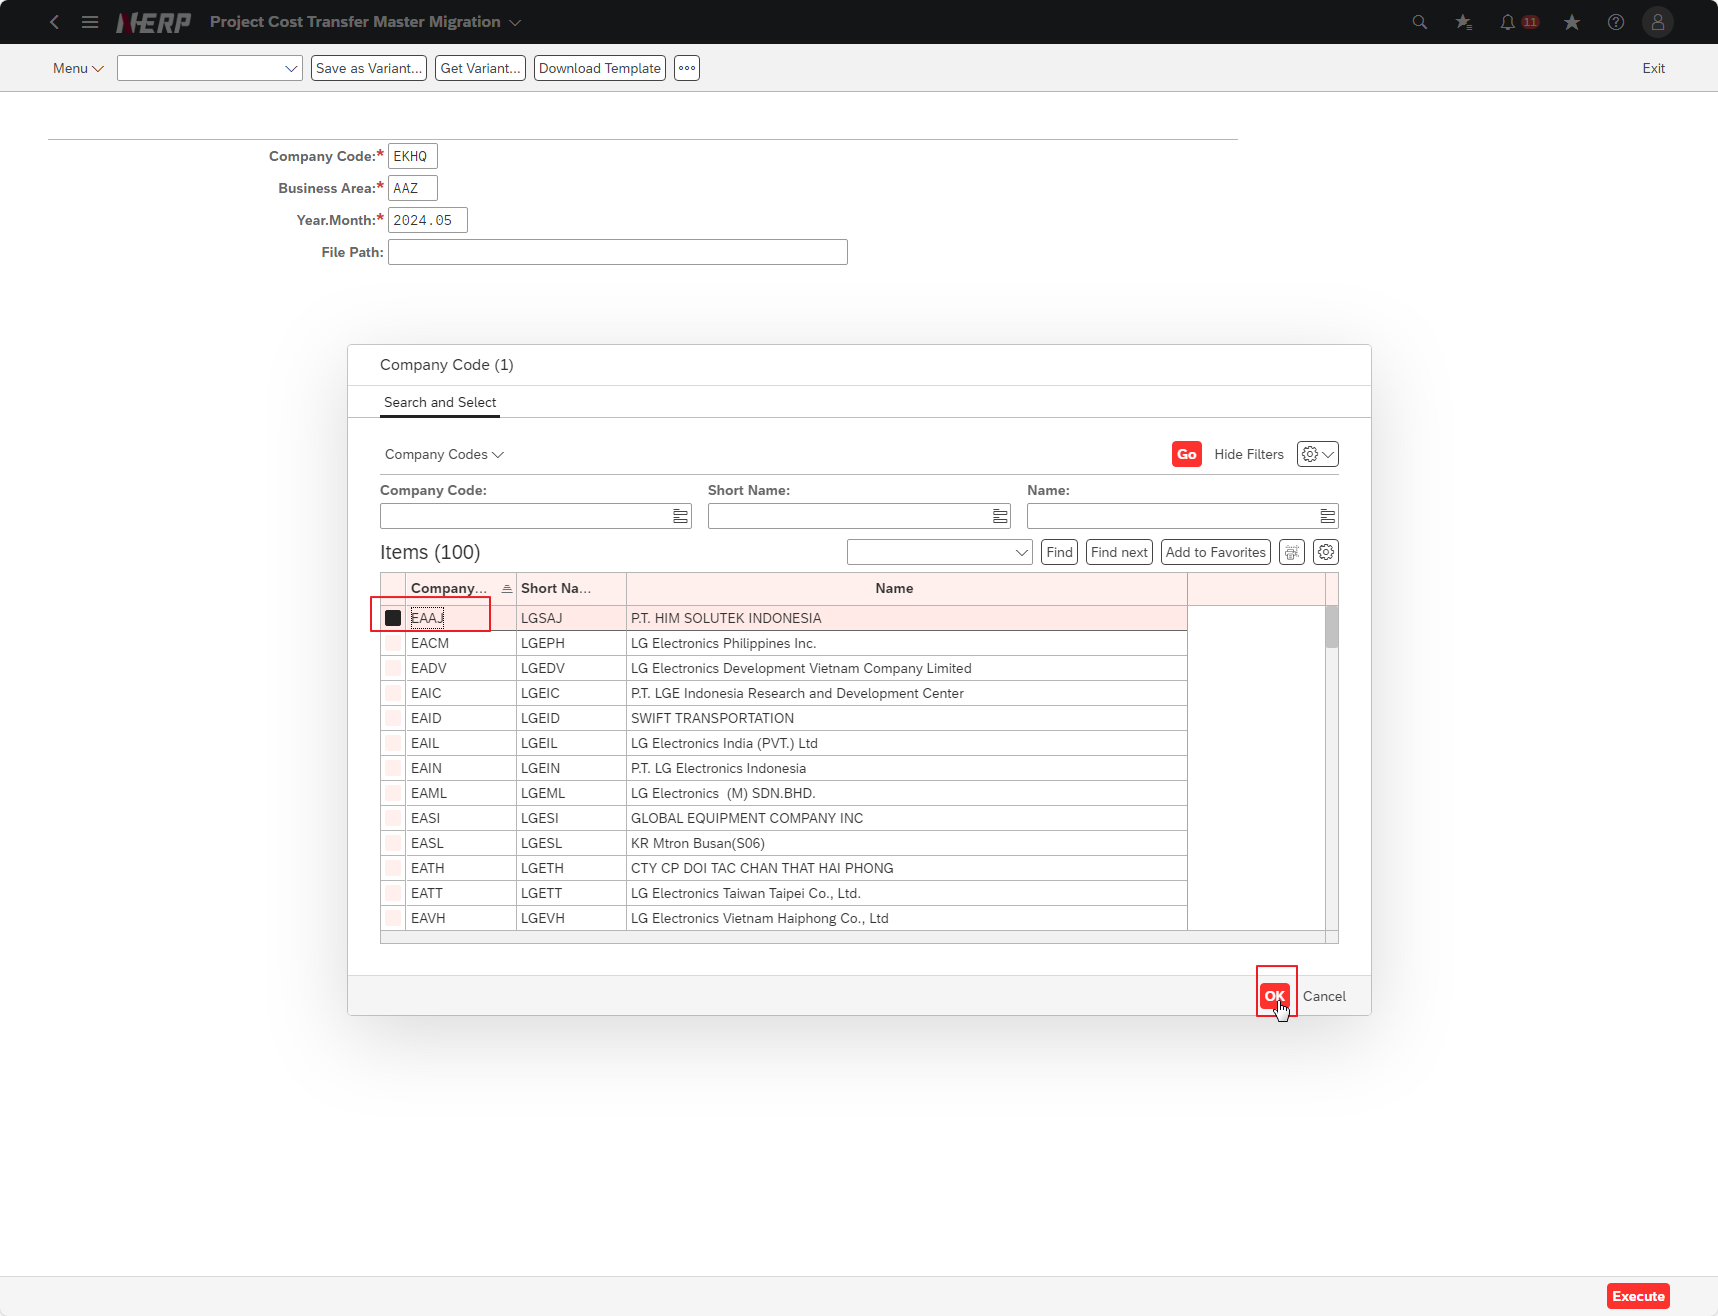 NERP Project Cost Transfer Master Migration 11
Menu Save as Variant... Get Variant... Download Template Exit
Company Code:* EKHQ
Business Area:* AAZ
Year.Month:* 2024.05
File Path:
Company Code (1)
Search and Select
Company Codes Go Hide Filters
Company Code: Short Name: Name:
Items (100) Find Find next Add to Favorites
Company... Short Na... Name
EAAJ LGSAJ P.T. HIM SOLUTEK INDONESIA
EACM LGEPH LG Electronics Philippines Inc.
EADV LGEDV LG Electronics Development Vietnam Company Limited
EAIC LGEIC P.T. LGE Indonesia Research and Development Center
EAID LGEID SWIFT TRANSPORTATION
EAIL LGEIL LG Electronics India (PVT.) Ltd
EAIN LGEIN P.T. LG Electronics Indonesia
EAML LGEML LG Electronics  (M) SDN.BHD.
EASI LGESI GLOBAL EQUIPMENT COMPANY INC
EASL LGESL KR Mtron Busan(S06)
EATH LGETH CTY CP DOI TAC CHAN THAT HAI PHONG
EATT LGETT LG Electronics Taiwan Taipei Co., Ltd.
EAVH LGEVH LG Electronics Vietnam Haiphong Co., Ltd
OK Cancel
Execute